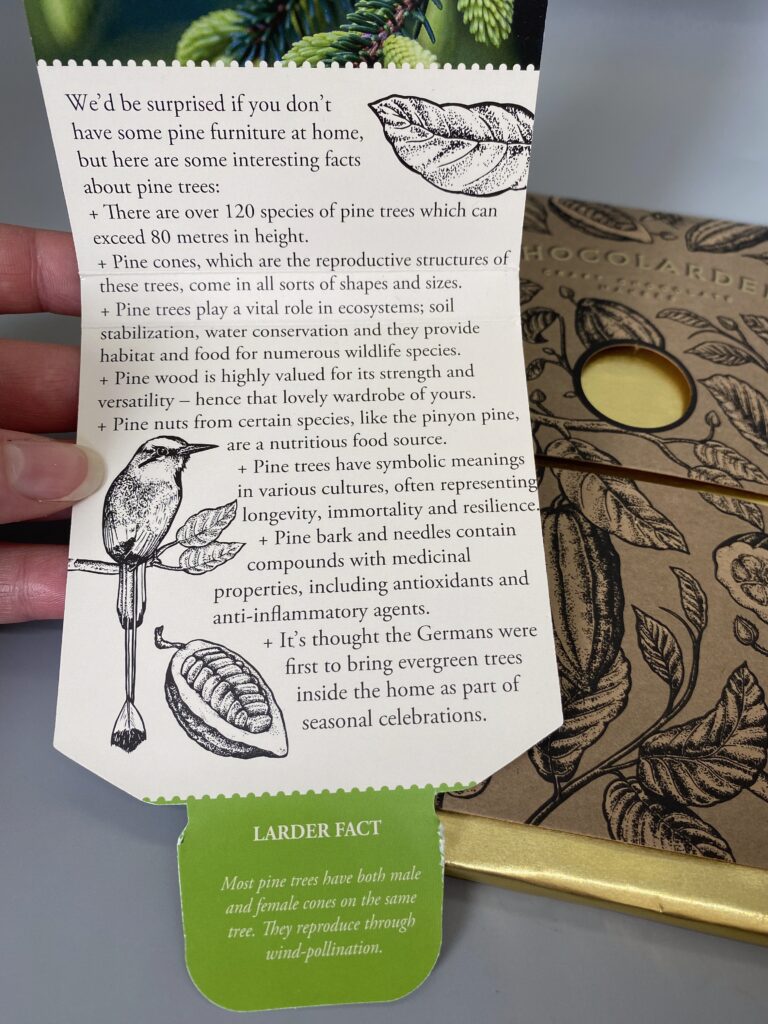 We'd be surprised if you don't
have some pine furniture at home,
but here are some interesting facts
about pine trees:
+ There are over 120 species of pine trees which can
exceed 80 metres in height.
+ Pine cones, which are the reproductive structures of
these trees, come in all sorts of shapes and sizes.
+ Pine trees play a vital role in ecosystems; soil
stabilization, water conservation and they provide
habitat and food for numerous wildlife species.
+ Pine wood is highly valued for its strength and
versatility – hence that lovely wardrobe of yours.
+ Pine nuts from certain species, like the pinyon pine,
are a nutritious food source.
+ Pine trees have symbolic meanings
in various cultures, often representing
longevity, immortality and resilience.
+ Pine bark and needles contain
compounds with medicinal
properties, including antioxidants and
anti-inflammatory agents.
+ It's thought the Germans were
first to bring evergreen trees
inside the home as part of
seasonal celebrations.
LARDER FACT
Most pine trees have both male
and female cones on the same
tree. They reproduce through
wind-pollination.
HOCOLARDE
CHOCOLATE